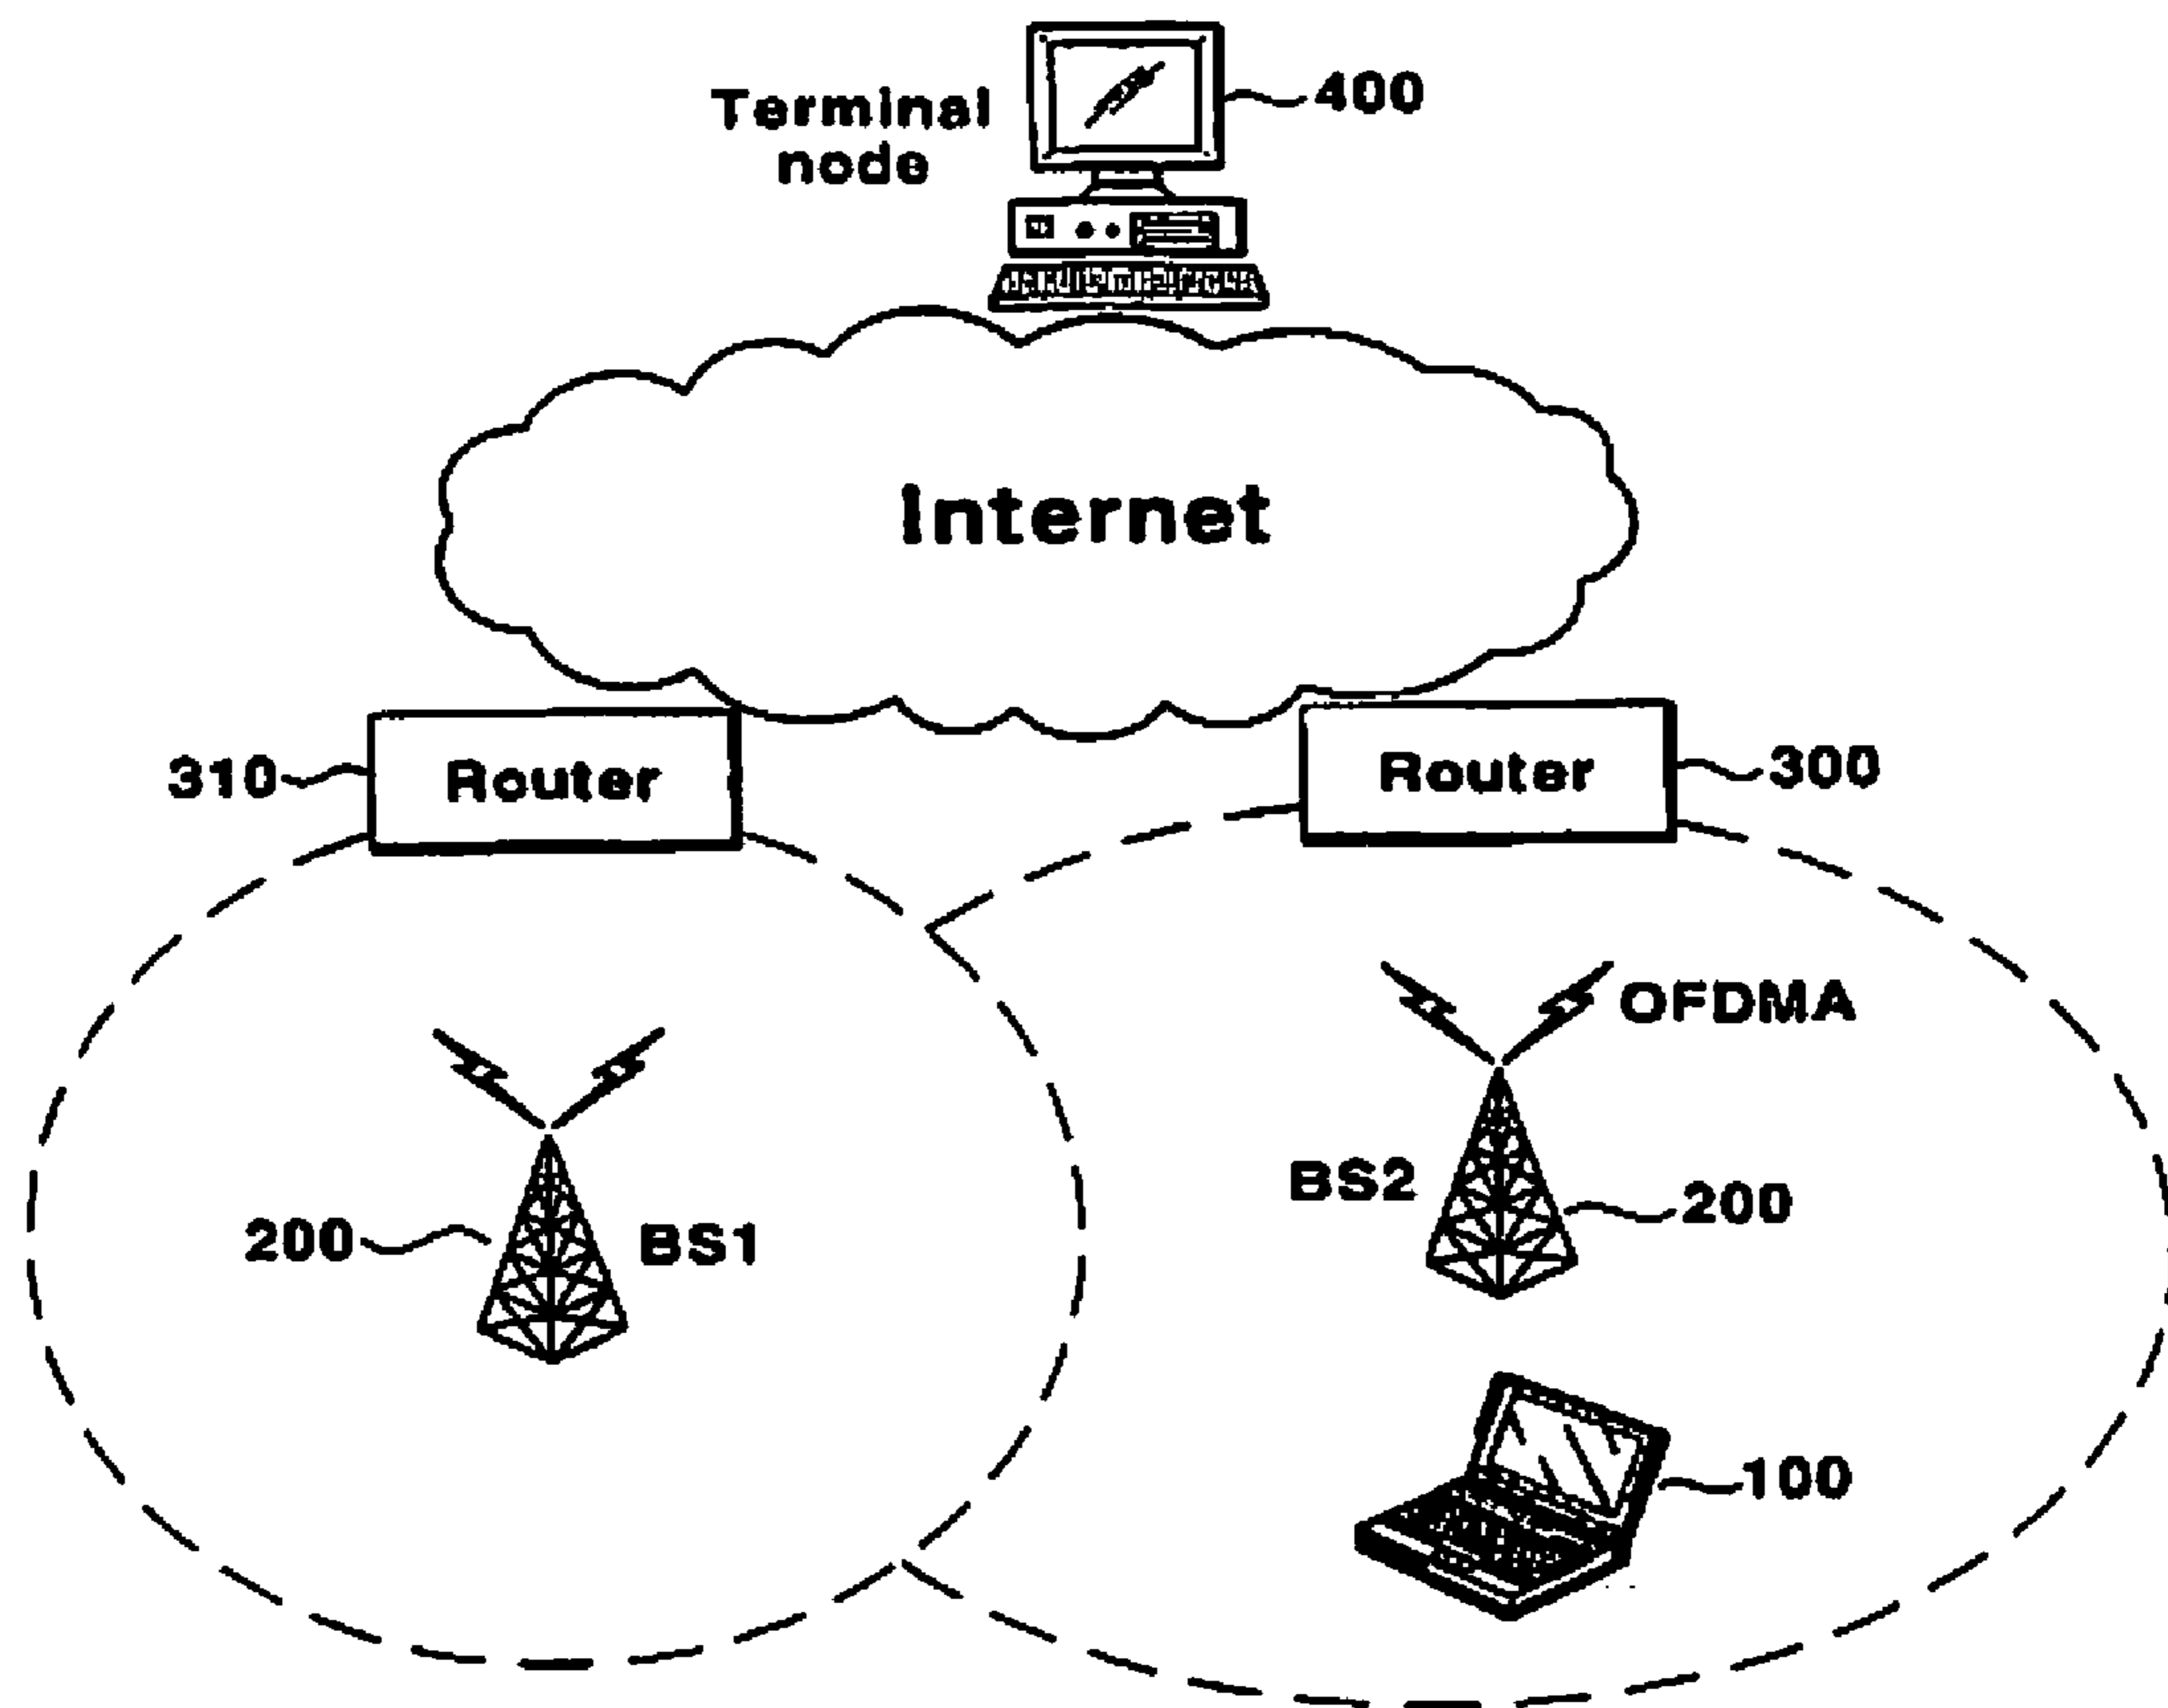 Terminal
node
400
Internet
310
Router
Router
300
OFDMA
BS2
200
200
BS1
100